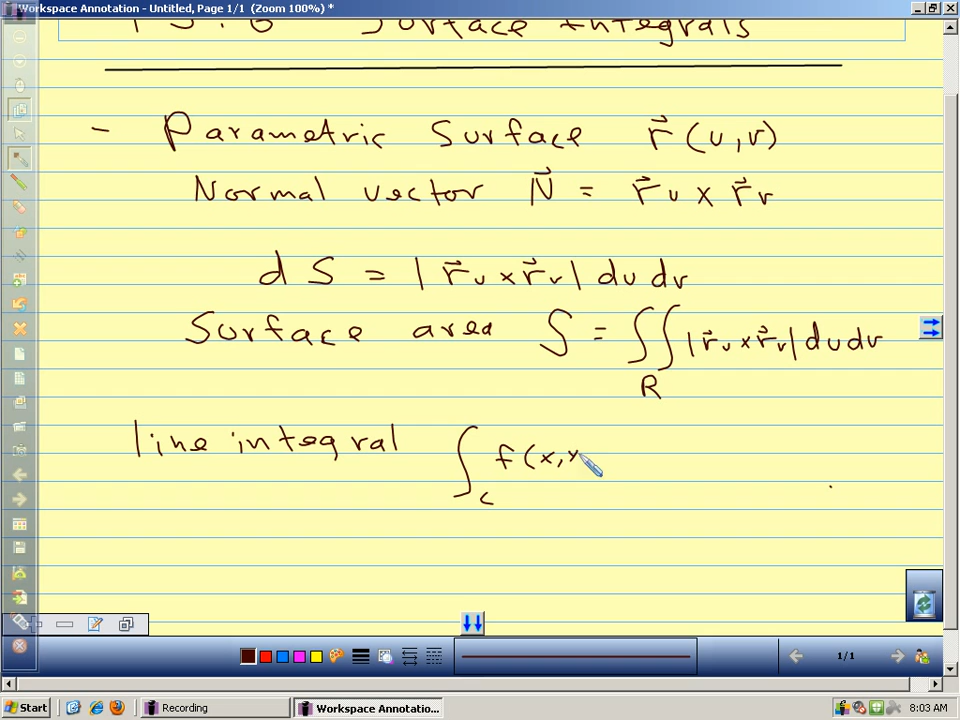 Workspace Annotation - Untitled, Page 1/1 (Zoom 100%) *
Surface Integrals
- Parametric Surface r⃗(u,v)
Normal vector N⃗ = r⃗u × r⃗v
dS = |r⃗u × r⃗v| du dv
Surface area S = ∬R |r⃗u × r⃗v| du dv
line integral ∫C f(x,
1/1
Start
Recording
Workspace Annotatio...
8:03 AM